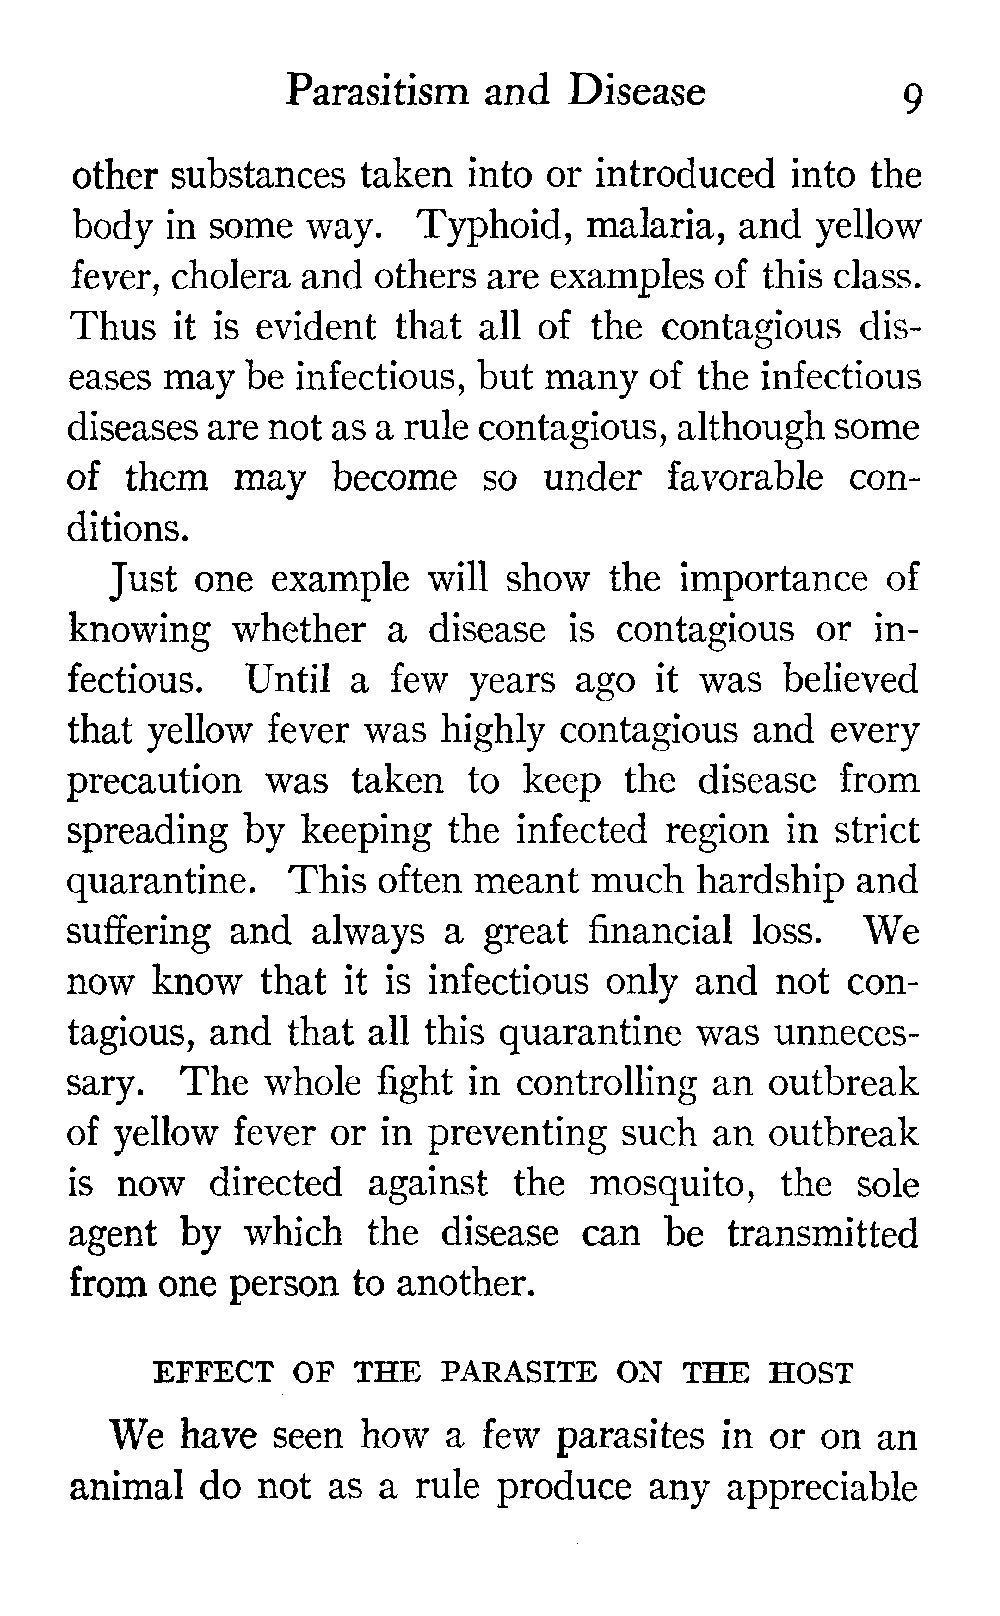 Parasitism and Disease 9
other substances taken into or introduced into the
body in some way. Typhoid, malaria, and yellow
fever, cholera and others are examples of this class.
Thus it is evident that all of the contagious dis-
eases may be infectious, but many of the infectious
diseases are not as a rule contagious, although some
of them may become so under favorable con-
ditions.
Just one example will show the importance of
knowing whether a disease is contagious or in-
fectious. Until a few years ago it was believed
that yellow fever was highly contagious and every
precaution was taken to keep the disease from
spreading by keeping the infected region in strict
quarantine. This often meant much hardship and
suffering and always a great financial loss. We
now know that it is infectious only and not con-
tagious, and that all this quarantine was unneces-
sary. The whole fight in controlling an outbreak
of yellow fever or in preventing such an outbreak
is now directed against the mosquito, the sole
agent by which the disease can be transmitted
from one person to another.
EFFECT OF THE PARASITE ON THE HOST
We have seen how a few parasites in or on an
animal do not as a rule produce any appreciable